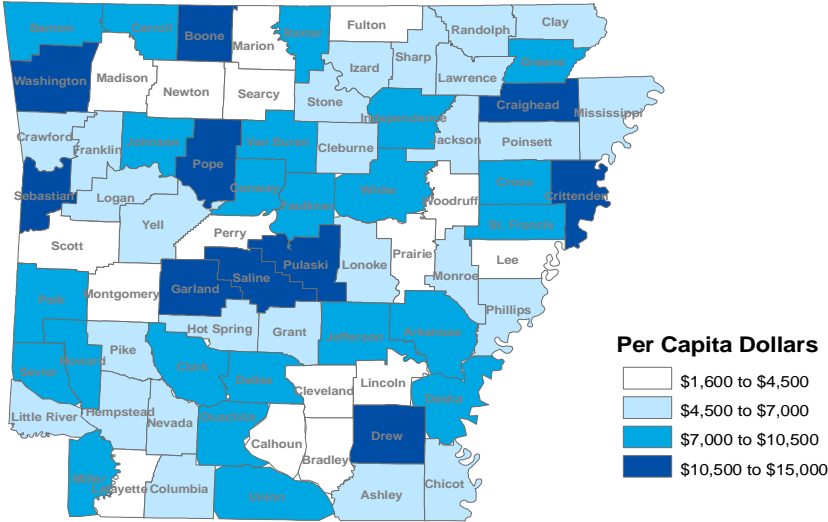 Benton
Carroll
Boone
Marion
Baxter
Fulton
Randolph
Clay
Izard
Sharp
Lawrence
Greene
Washington
Madison
Newton
Searcy
Stone
Independence
Craighead
Mississippi
Crawford
Franklin
Johnson
Pope
Van Buren
Cleburne
Jackson
Poinsett
Sebastian
Logan
Conway
Faulkner
White
Woodruff
Cross
Crittenden
Scott
Yell
Perry
St. Francis
Garland
Saline
Pulaski
Lonoke
Prairie
Monroe
Lee
Phillips
Polk
Montgomery
Hot Spring
Grant
Jefferson
Arkansas
Sevier
Howard
Pike
Clark
Dallas
Cleveland
Lincoln
Desha
Little River
Hempstead
Nevada
Ouachita
Calhoun
Bradley
Drew
Miller
Lafayette
Columbia
Union
Ashley
Chicot
Per Capita Dollars
$1,600 to $4,500
$4,500 to $7,000
$7,000 to $10,500
$10,500 to $15,000